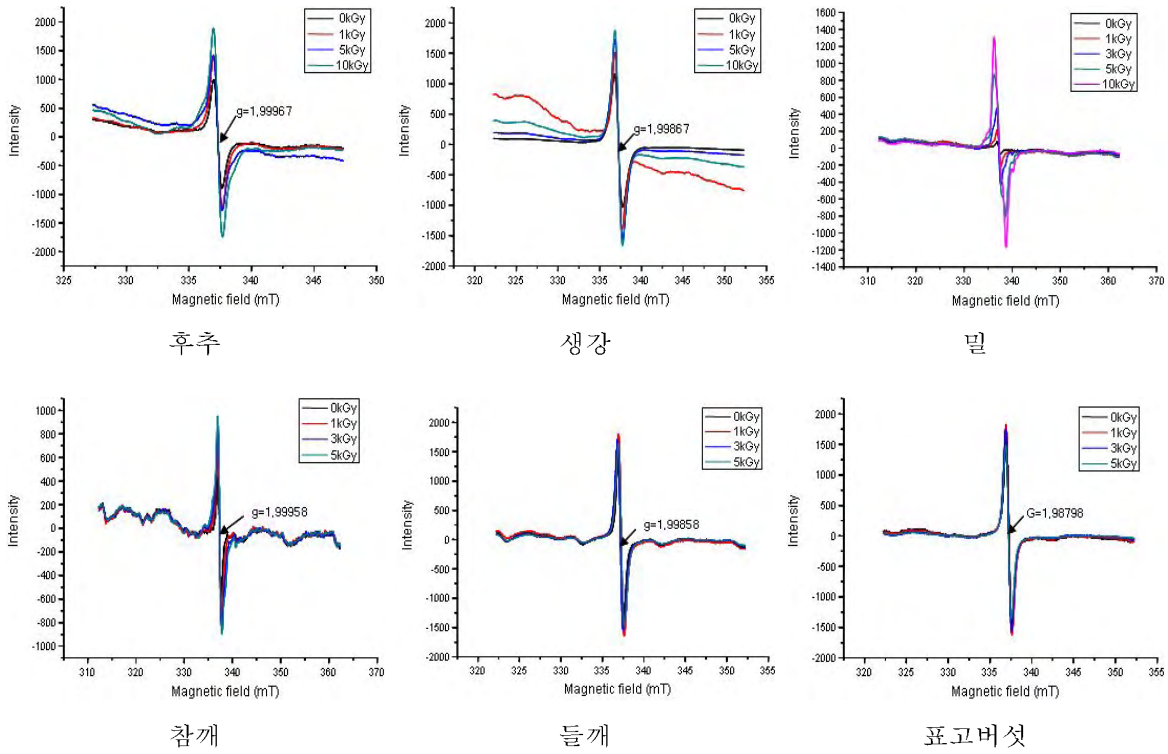 0kGy
1kGy
5kGy
10kGy
g=1,99967
Intensity
2000
1500
1000
500
0
-500
-1000
-1500
-2000
325
330
335
340
345
350
Magnetic field (mT)
후추
0kGy
1kGy
5kGy
10kGy
g=1,99867
Intensity
2000
1500
1000
500
0
-500
-1000
-1500
-2000
320
325
330
335
340
345
350
355
Magnetic field (mT)
생강
0kGy
1kGy
3kGy
5kGy
10kGy
Intensity
1600
1400
1200
1000
800
600
400
200
0
-200
-400
-600
-800
-1000
-1200
-1400
310
320
330
340
350
360
370
Magnetic field (mT)
밀
0kGy
1kGy
3kGy
5kGy
g=1,99958
Intensity
1000
800
600
400
200
0
-200
-400
-600
-800
-1000
310
320
330
340
350
360
370
Magnetic field (mT)
참깨
0kGy
1kGy
3kGy
5kGy
g=1,99858
Intensity
2000
1500
1000
500
0
-500
-1000
-1500
-2000
320
325
330
335
340
345
350
355
Magnetic field (mT)
들깨
0kGy
1kGy
3kGy
5kGy
G=1,98798
Intensity
2000
1500
1000
500
0
-500
-1000
-1500
-2000
320
325
330
335
340
345
350
355
Magnetic field (mT)
표고버섯